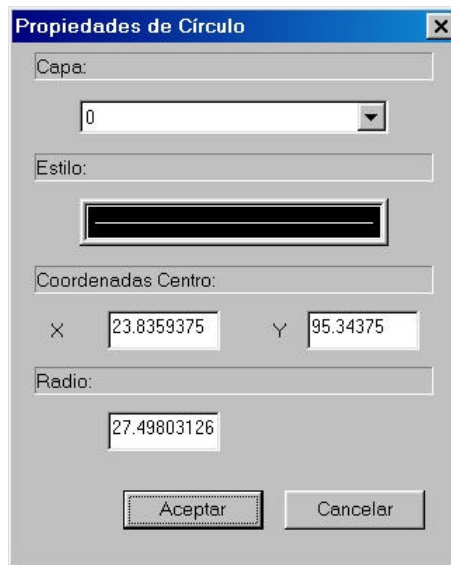 Propiedades de Círculo
Capa:
0
Estilo:
Coordenadas Centro:
X 23.8359375 Y 95.34375
Radio:
27.49803126
Aceptar Cancelar